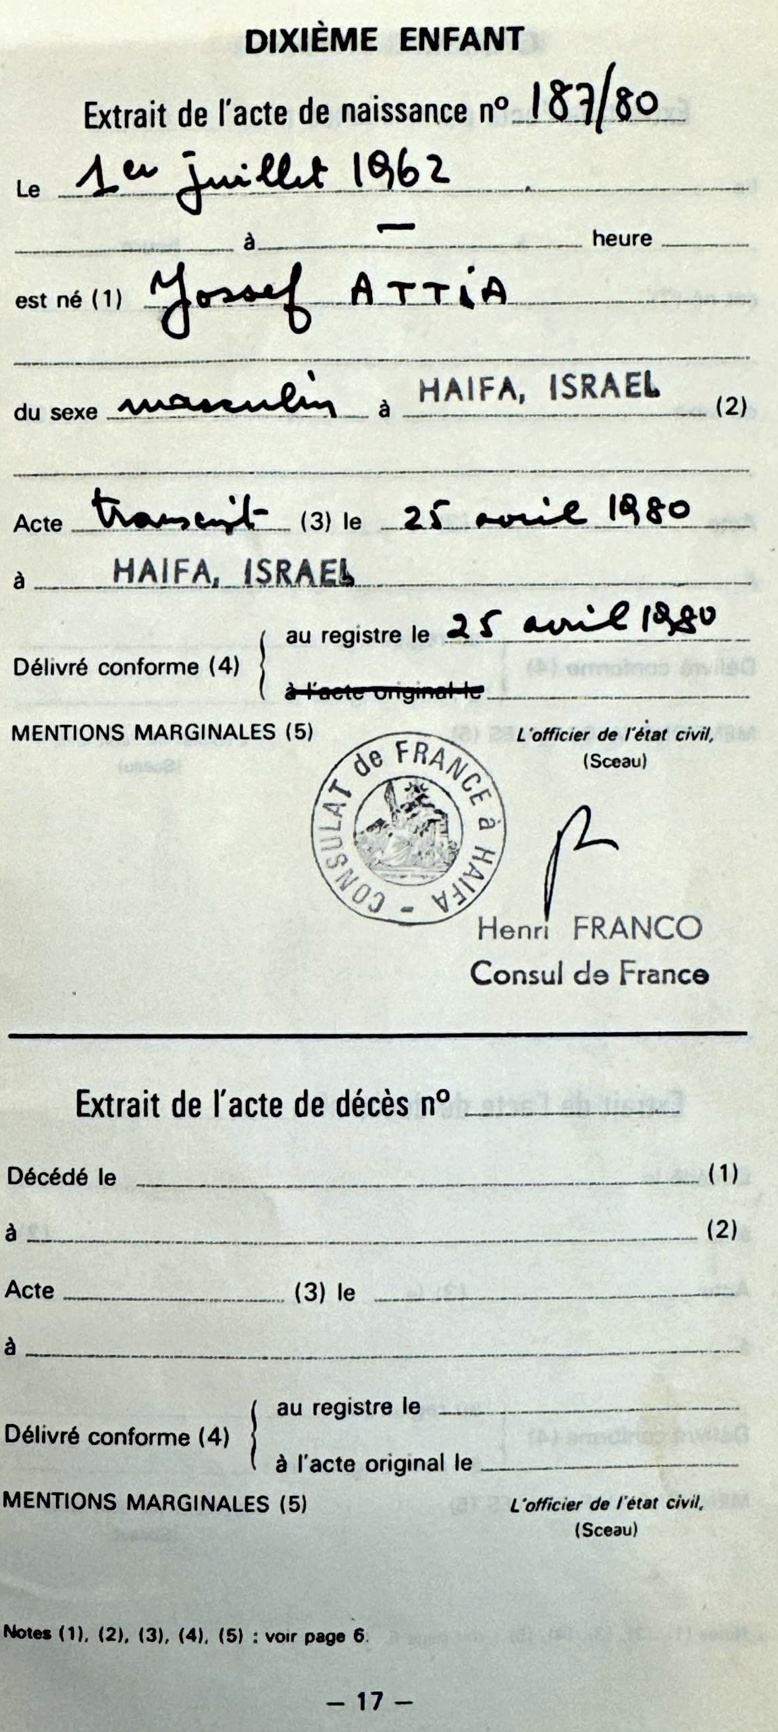 DIXIÈME ENFANT
Extrait de l'acte de naissance nº 187/80
Le 1er juillet 1962
à — heure
est né (1) Yossef ATTiA
du sexe masculin à HAIFA, ISRAEL (2)
Acte transcrit (3) le 25 avril 1980
à HAIFA, ISRAEL
Délivré conforme (4) { au registre le 25 avril 1980
à l'acte original le
MENTIONS MARGINALES (5) L'officier de l'état civil,
(Sceau)
CONSULAT de FRANCE à HAIFA -
Henri FRANCO
Consul de France
Extrait de l'acte de décès nº
Décédé le (1)
à (2)
Acte (3) le
à
Délivré conforme (4) { au registre le
à l'acte original le
MENTIONS MARGINALES (5) L'officier de l'état civil,
(Sceau)
Notes (1), (2), (3), (4), (5) : voir page 6.
— 17 —